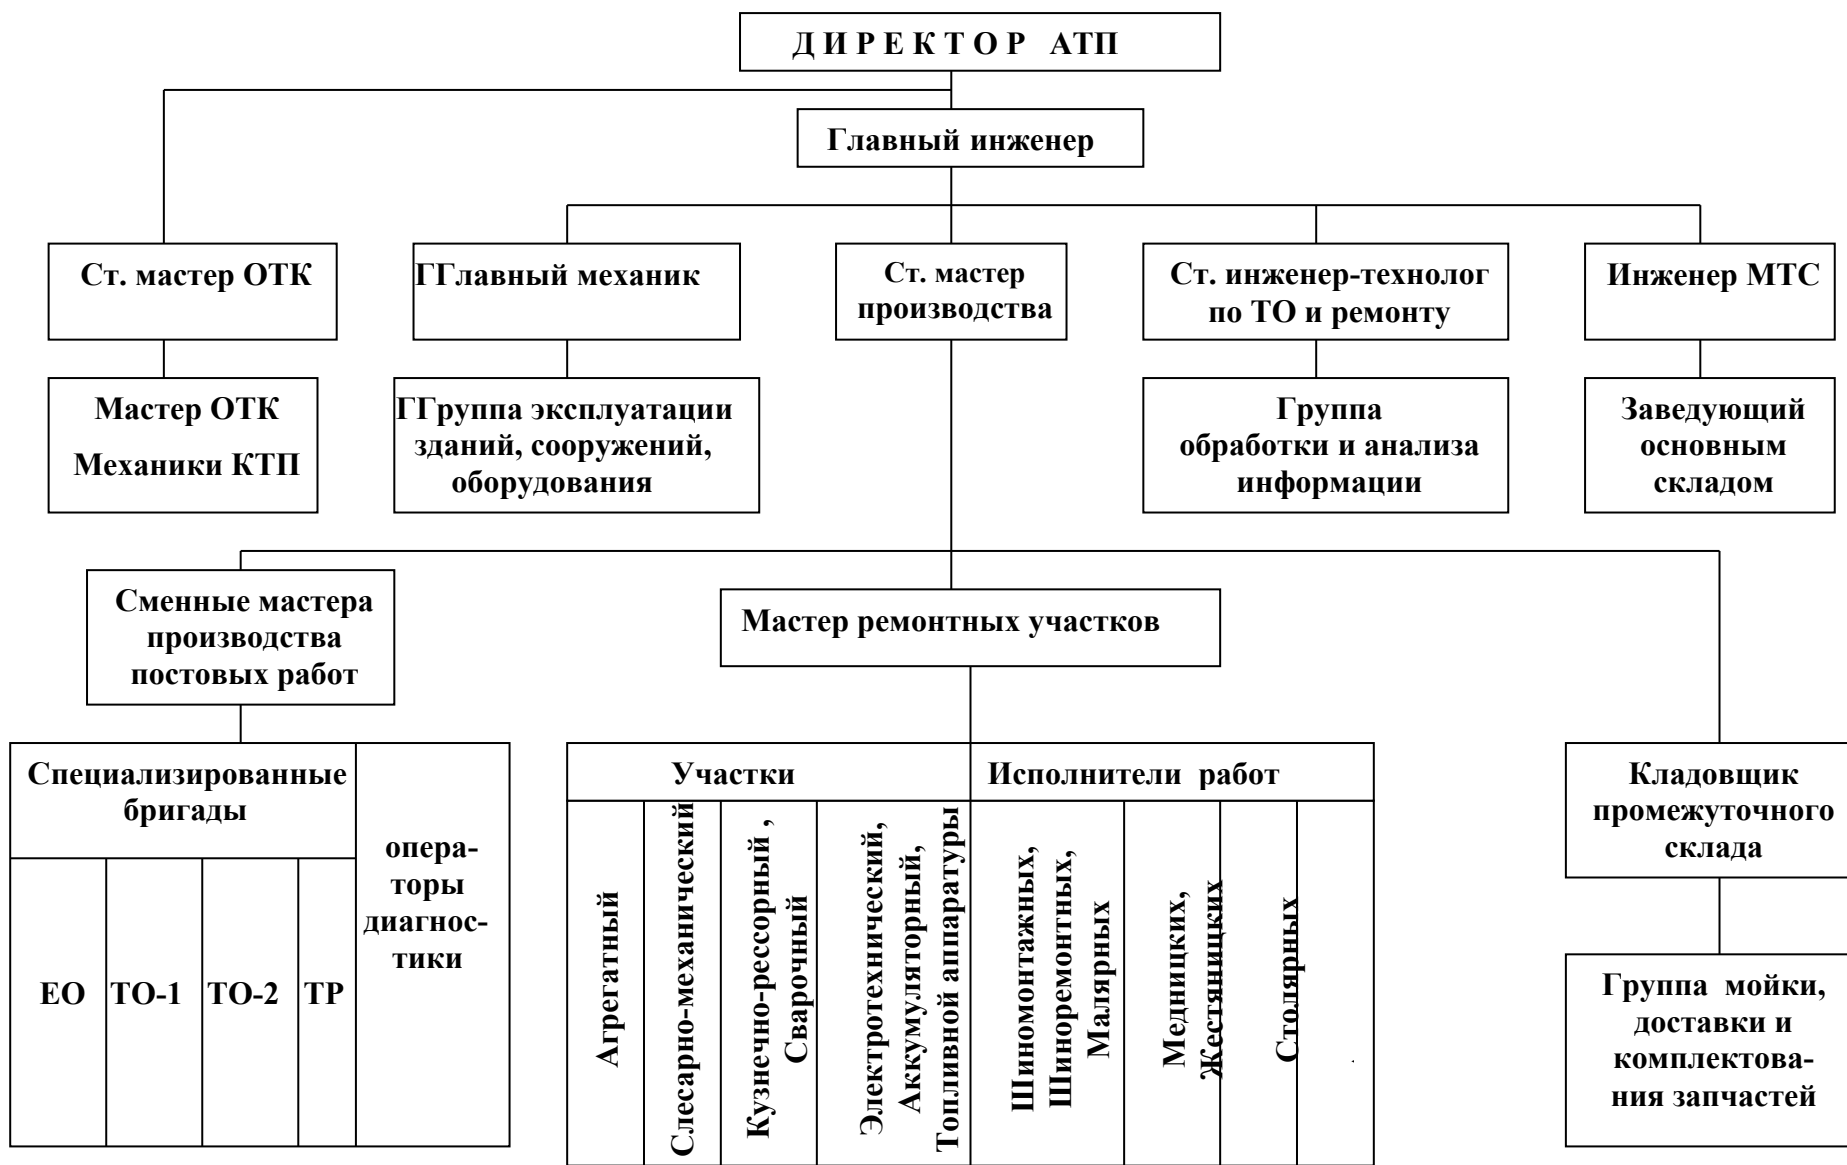 Д И Р Е К Т О Р АТП
Главный инженер
Ст. мастер ОТК
ГГлавный механик
Ст. мастер
производства
Ст. инженер-технолог
по ТО и ремонту
Инженер МТС
Мастер ОТК
Механики КТП
ГГруппа эксплуатации
зданий, сооружений,
оборудования
Группа
обработки и анализа
информации
Заведующий
основным
складом
Сменные мастера
производства
постовых работ
Мастер ремонтных участков
Специализированные
бригады
ЕО
ТО-1
ТО-2
ТР
опера-
торы
диагнос-
тики
Участки
Исполнители работ
Агрегатный
Слесарно-механический
Кузнечно-рессорный ,
Сварочный
Электротехнический,
Аккумуляторный,
Топливной аппаратуры
Шиномонтажных,
Шиноремонтных,
Малярных
Медницких,
Жестяницких
Столярных
.
Кладовщик
промежуточного
склада
Группа мойки,
доставки и
комплектова-
ния запчастей